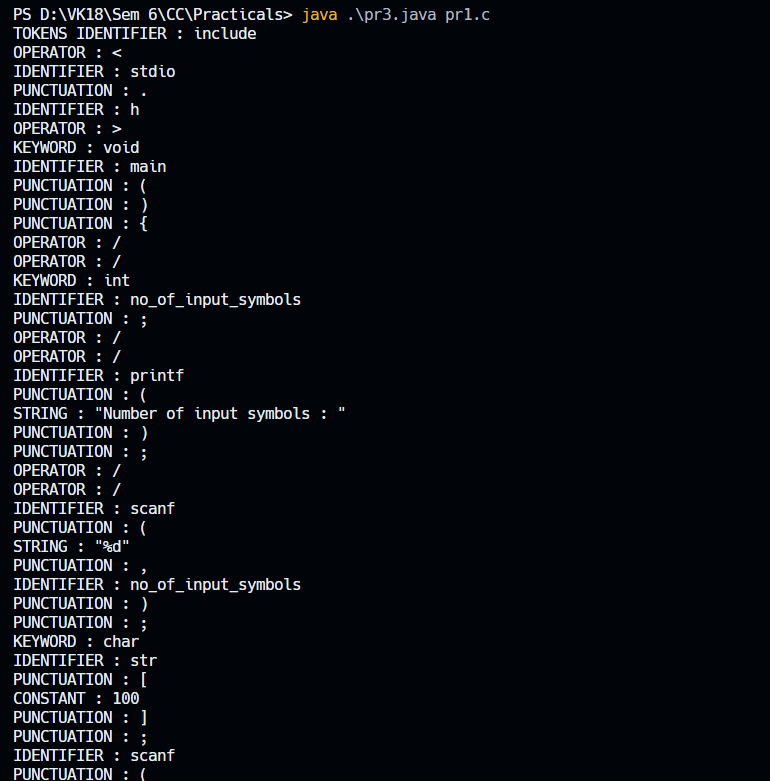 PS D:\VK18\Sem 6\CC\Practicals> java .\pr3.java pr1.c
TOKENS IDENTIFIER : include
OPERATOR : <
IDENTIFIER : stdio
PUNCTUATION : .
IDENTIFIER : h
OPERATOR : >
KEYWORD : void
IDENTIFIER : main
PUNCTUATION : (
PUNCTUATION : )
PUNCTUATION : {
OPERATOR : /
OPERATOR : /
KEYWORD : int
IDENTIFIER : no_of_input_symbols
PUNCTUATION : ;
OPERATOR : /
OPERATOR : /
IDENTIFIER : printf
PUNCTUATION : (
STRING : "Number of input symbols : "
PUNCTUATION : )
PUNCTUATION : ;
OPERATOR : /
OPERATOR : /
IDENTIFIER : scanf
PUNCTUATION : (
STRING : "%d"
PUNCTUATION : ,
IDENTIFIER : no_of_input_symbols
PUNCTUATION : )
PUNCTUATION : ;
KEYWORD : char
IDENTIFIER : str
PUNCTUATION : [
CONSTANT : 100
PUNCTUATION : ]
PUNCTUATION : ;
IDENTIFIER : scanf
PUNCTUATION : (